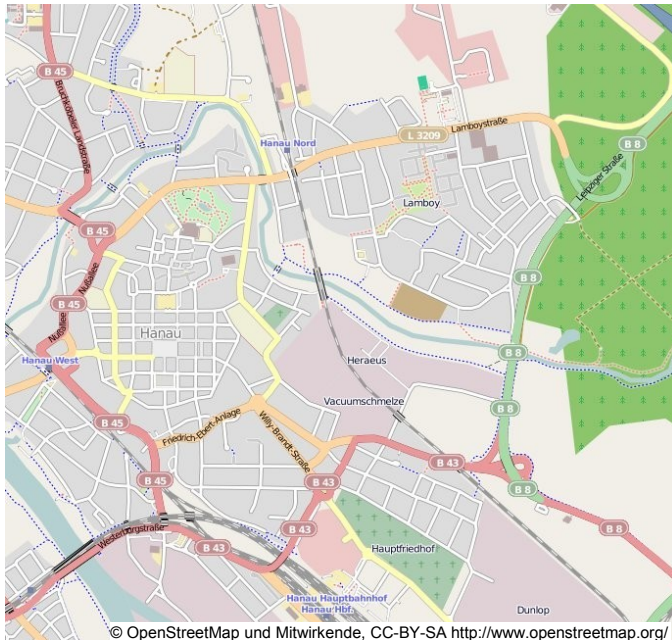 B 45
Bruchköbeler Landstraße
Hanau Nord
L 3209
Lamboystraße
B 8
Leipziger Straße
Lamboy
B 45
Nußallee
B 8
B 45
Hanau
Nußallee
Hanau West
Heraeus
B 8
Vacuumschmelze
B 8
B 45
Friedrich-Ebert-Anlage
Willy-Brandt-Straße
B 43
B 45
B 43
B 8
Westerburgstraße
B 43
B 8
B 43
Hauptfriedhof
Hanau Hauptbahnhof
Hanau Hbf.
Dunlop
© OpenStreetMap und Mitwirkende, CC-BY-SA http://www.openstreetmap.o